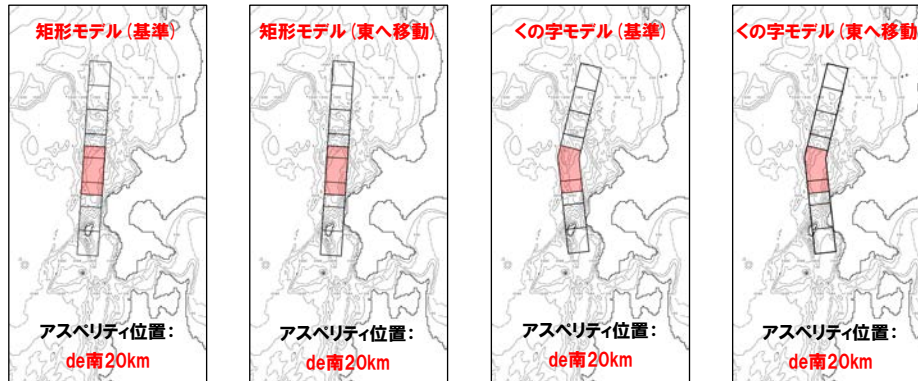 矩形モデル(基準)
アスペリティ位置:
de南20km
矩形モデル(東へ移動)
アスペリティ位置:
de南20km
くの字モデル(基準)
アスペリティ位置:
de南20km
くの字モデル(東へ移動
アスペリティ位置:
de南20km